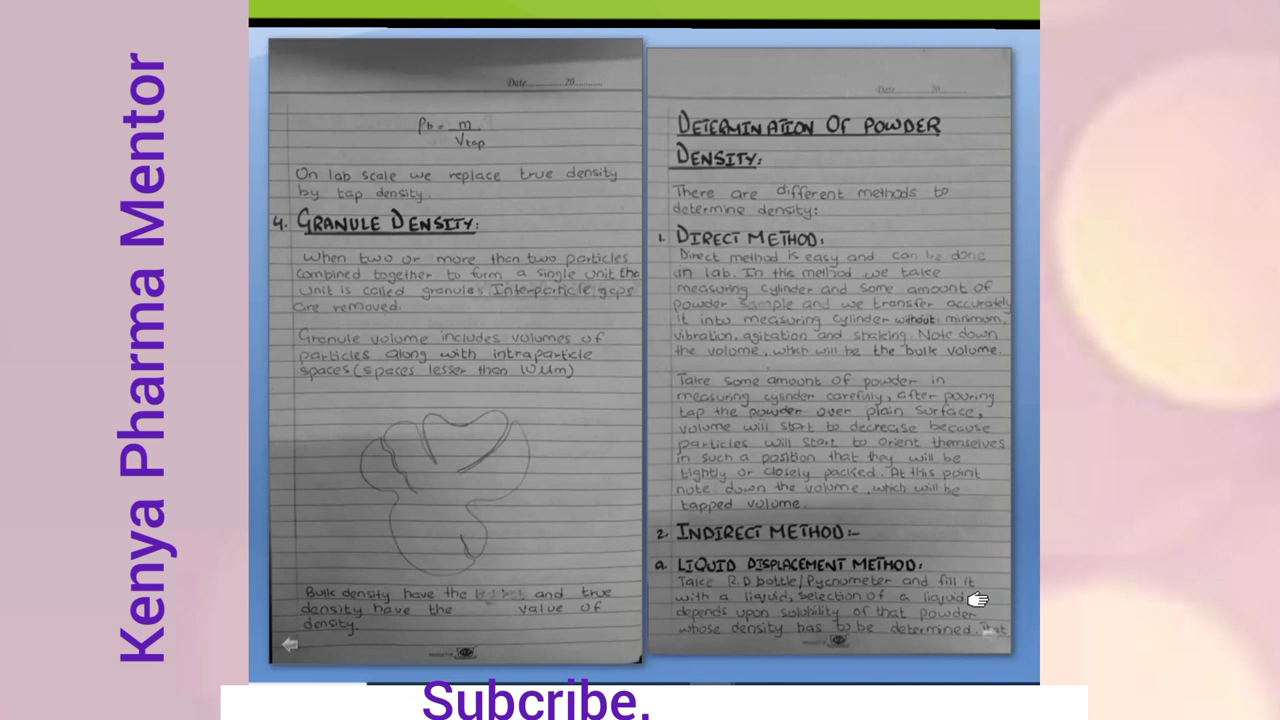 Kenya Pharma Mentor
Date 20
ρb = m
Vtap
On lab scale we replace true density
by tap density.
4. GRANULE DENSITY:
When two or more than two particles
combined together to form a single unit the
unit is called granules Interparticle gaps
are removed.
Granule volume includes volumes of
particles along with intraparticle
spaces (spaces lesser than 10 um)
Bulk density have the and true
density have the value of
density.
Date 20
DETERMINATION OF POWDER
DENSITY:
There are different methods to
determine density:
1. DIRECT METHOD:
Direct method is easy and can be done
in lab. In this method we take
measuring cylinder and some amount of
powder sample and we transfer accurately
it into measuring cylinder without minimum
vibration, agitation and shaking. Note down
the volume, which will be the bulk volume.
Take some amount of powder in
measuring cylinder carefully, after pouring
tap the powder over plain surface,
volume will start to decrease because
particles will start to orient themselves
in such a position that they will be
tightly or closely packed. At this point
note down the volume, which will be
tapped volume.
2. INDIRECT METHOD:-
a. LIQUID DISPLACEMENT METHOD:
Take R.D bottle/Pycnometer and fill it
with a liquid, selection of a liquid
depends upon solubility of that powder
whose density has to be determined.
Subcribe.